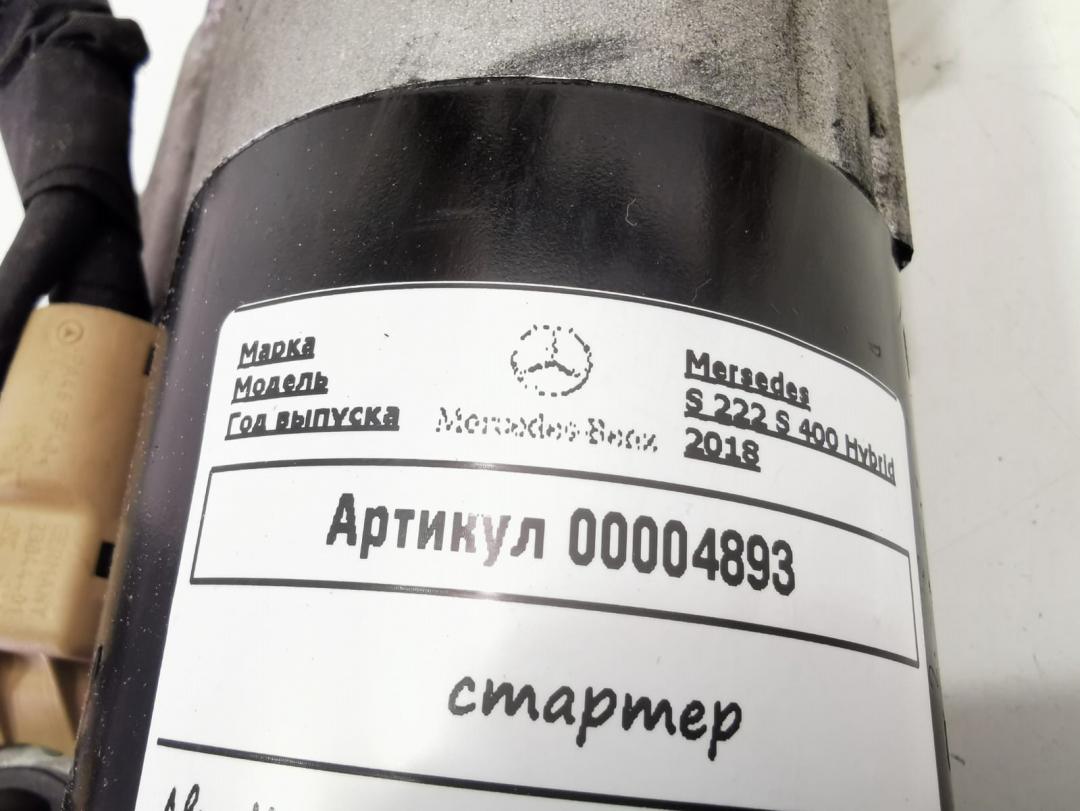 Марка
Модель
Год выпуска
Mercedes-Benz
Mersedes
S 222 S 400 Hybrid
2018
Артикул 00004893
стартер